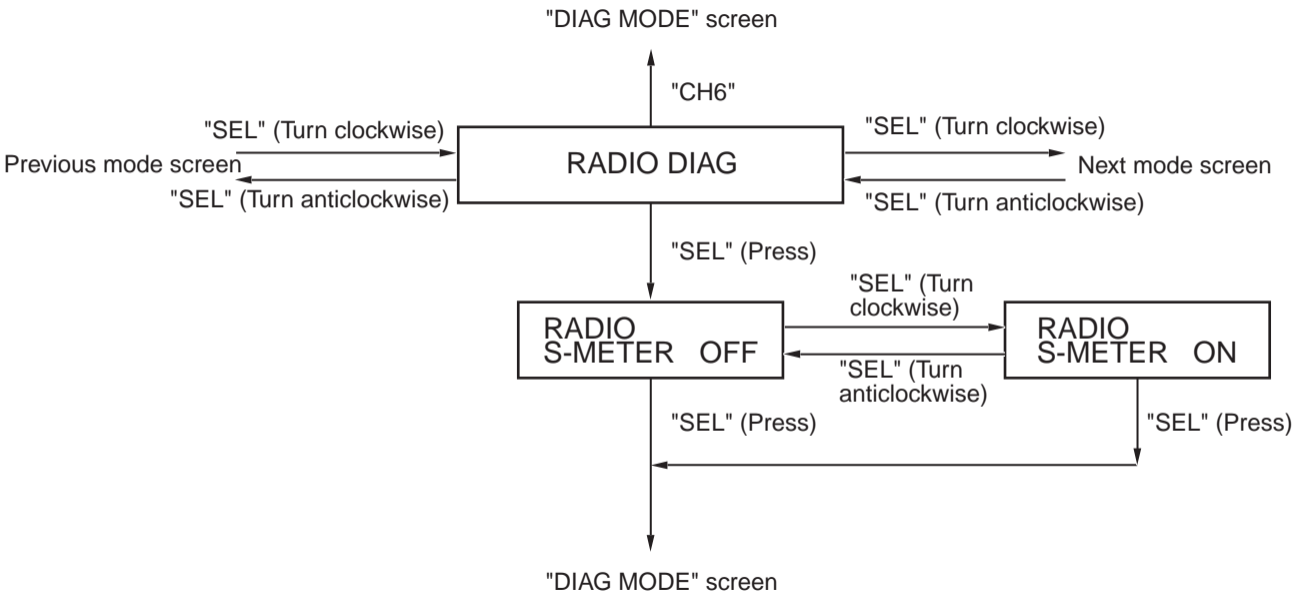 "DIAG MODE" screen
"CH6"
"SEL" (Turn clockwise)
"SEL" (Turn clockwise)
Previous mode screen
RADIO DIAG
Next mode screen
"SEL" (Turn anticlockwise)
"SEL" (Turn anticlockwise)
"SEL" (Press)
"SEL" (Turn
clockwise)
RADIO
S-METER OFF
RADIO
S-METER ON
"SEL" (Turn
anticlockwise)
"SEL" (Press)
"SEL" (Press)
"DIAG MODE" screen